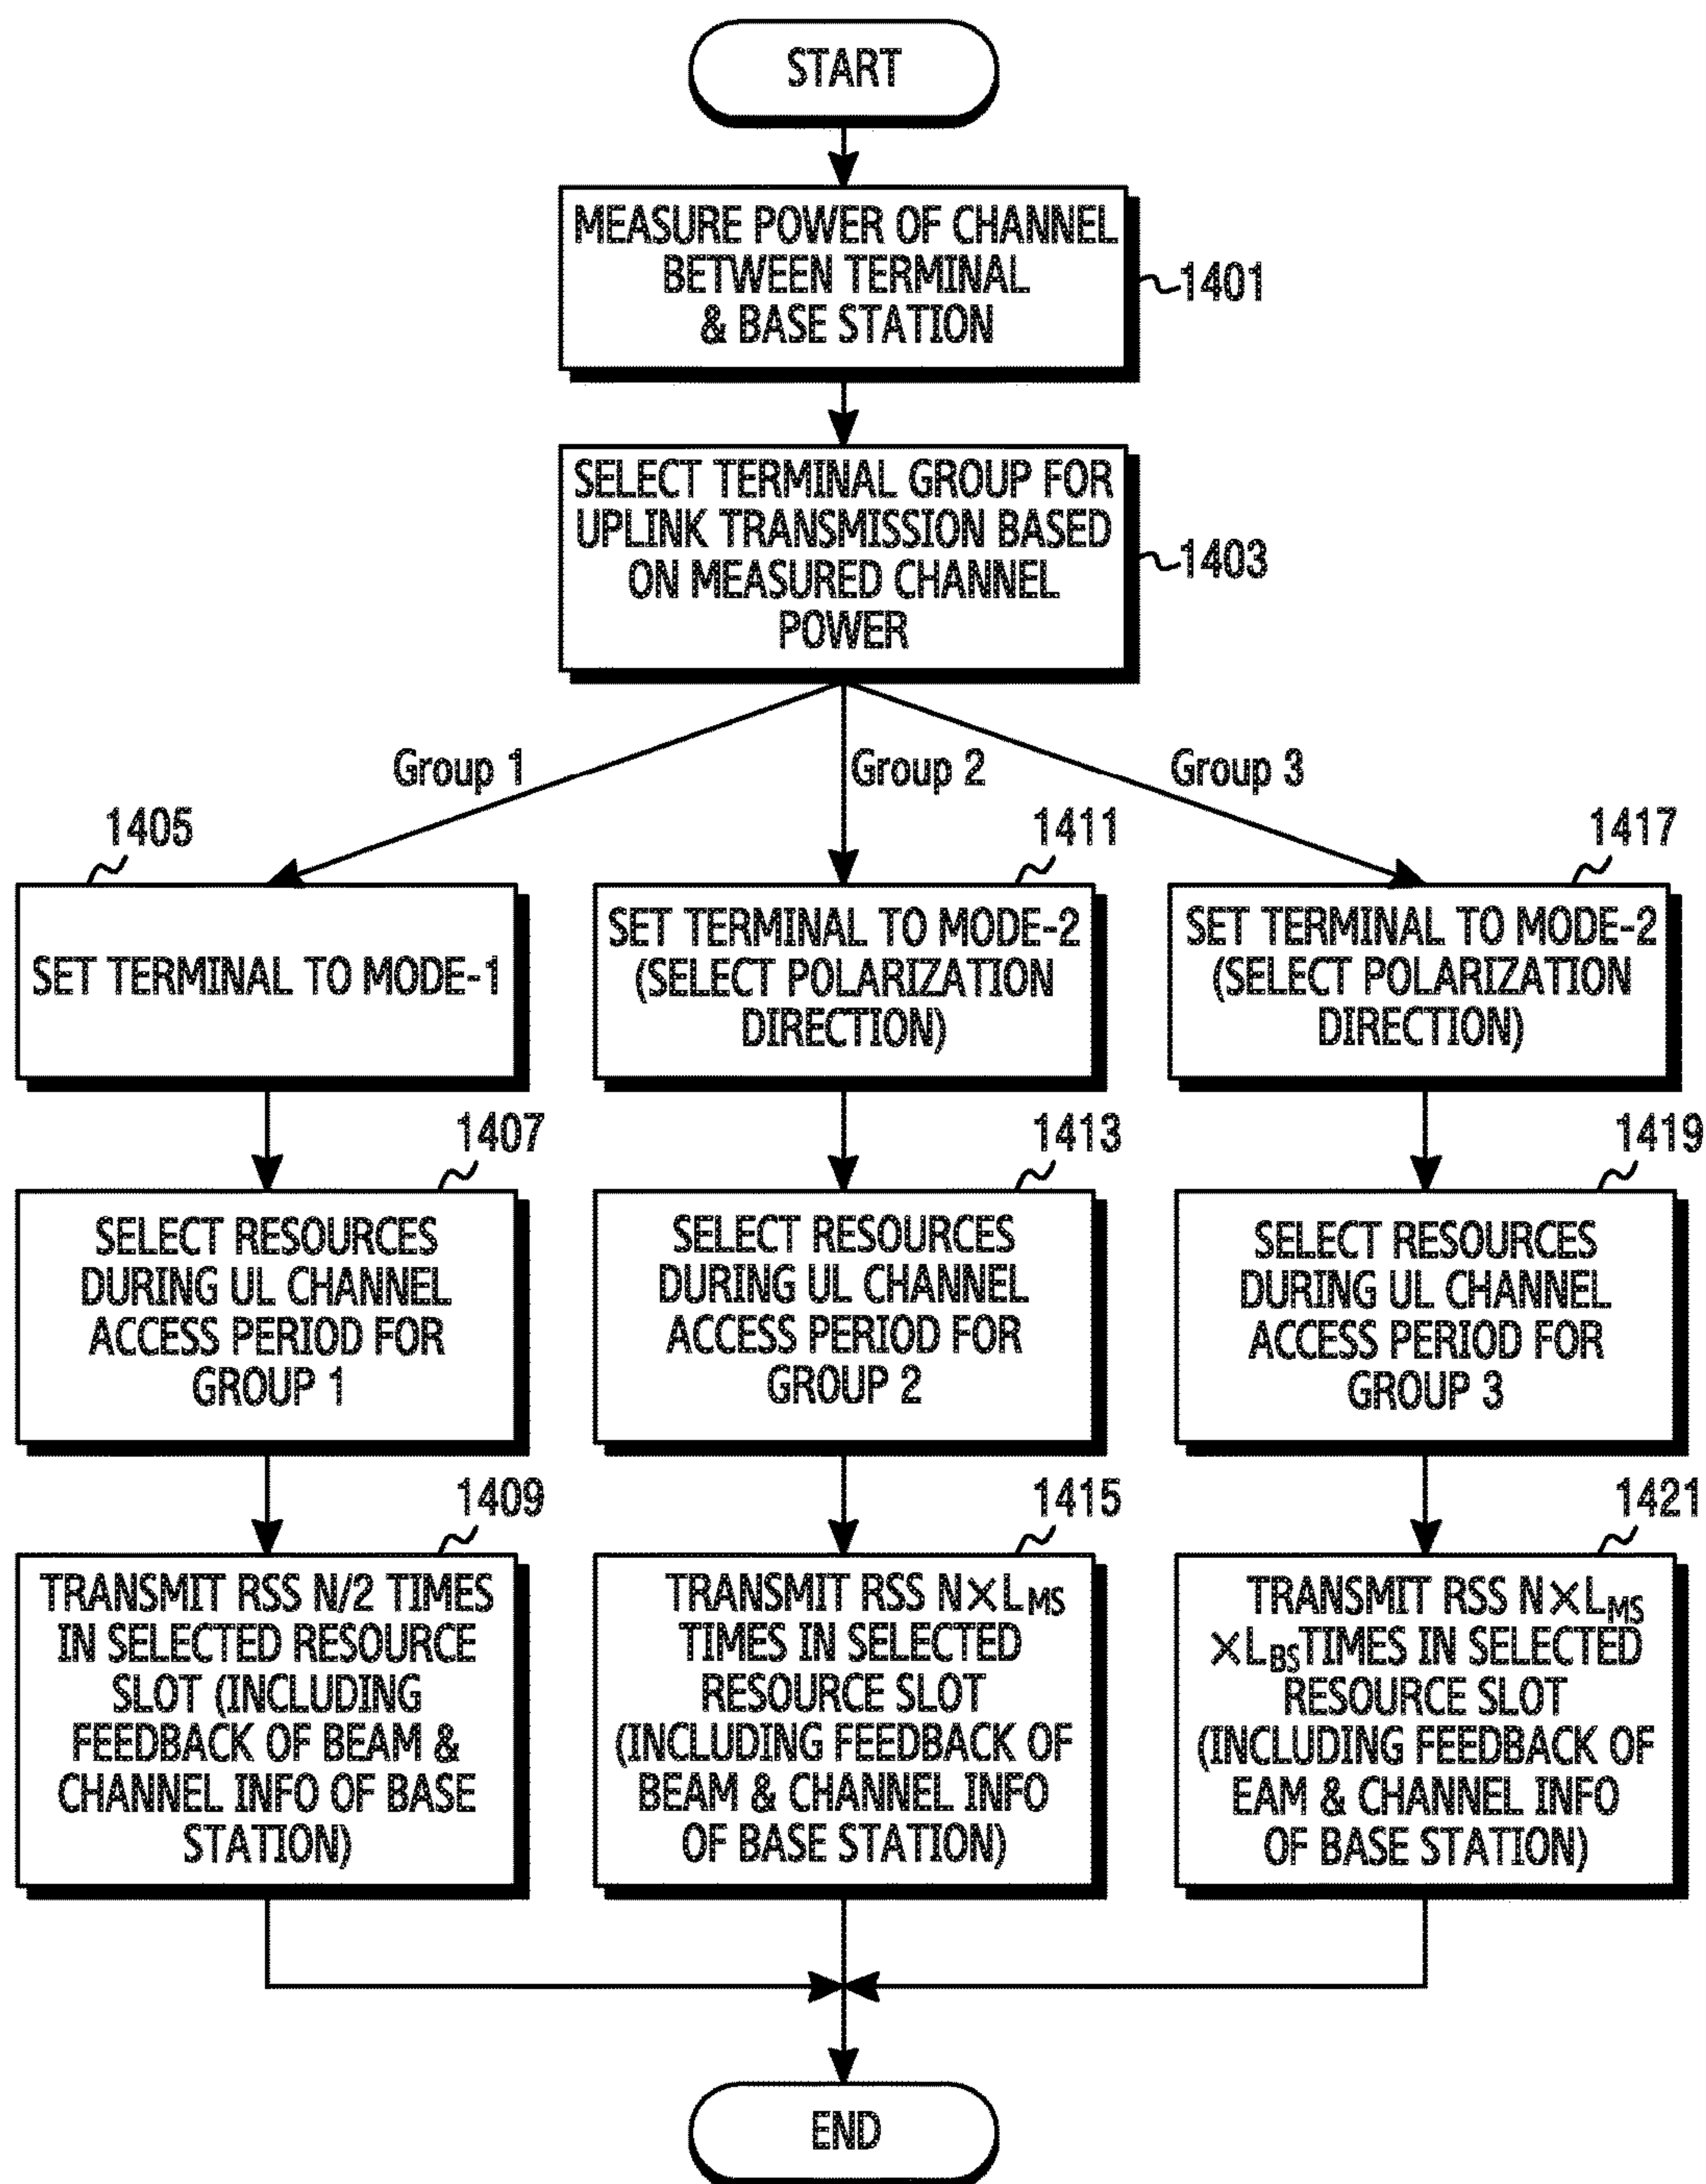 START
MEASURE POWER OF CHANNEL
BETWEEN TERMINAL
& BASE STATION
1401
SELECT TERMINAL GROUP FOR
UPLINK TRANSMISSION BASED
ON MEASURED CHANNEL
POWER
1403
Group 1
Group 2
Group 3
1405
SET TERMINAL TO MODE-1
1411
SET TERMINAL TO MODE-2
(SELECT POLARIZATION
DIRECTION)
1417
SET TERMINAL TO MODE-2
(SELECT POLARIZATION
DIRECTION)
1407
SELECT RESOURCES
DURING UL CHANNEL
ACCESS PERIOD FOR
GROUP 1
1413
SELECT RESOURCES
DURING UL CHANNEL
ACCESS PERIOD FOR
GROUP 2
1419
SELECT RESOURCES
DURING UL CHANNEL
ACCESS PERIOD FOR
GROUP 3
1409
TRANSMIT RSS N/2 TIMES
IN SELECTED RESOURCE
SLOT (INCLUDING
FEEDBACK OF BEAM &
CHANNEL INFO OF BASE
STATION)
1415
TRANSMIT RSS N×LMS
TIMES IN SELECTED
RESOURCE SLOT
(INCLUDING FEEDBACK OF
BEAM & CHANNEL INFO
OF BASE STATION)
1421
TRANSMIT RSS N×LMS
×LBSTIMES IN SELECTED
RESOURCE SLOT
(INCLUDING FEEDBACK OF
EAM & CHANNEL INFO
OF BASE STATION)
END